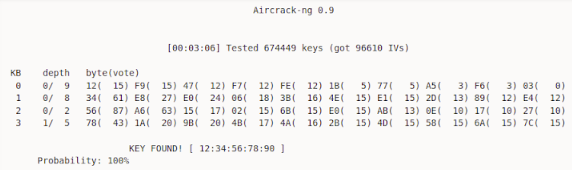 Aircrack-ng 0.9
[00:03:06] Tested 674449 keys (got 96610 IVs)
KB depth byte(vote)
0 0/ 9 12( 15) F9( 15) 47( 12) F7( 12) FE( 12) 1B( 5) 77( 5) A5( 3) F6( 3) 03( 0)
1 0/ 8 34( 61) E8( 27) E0( 24) 06( 18) 3B( 16) 4E( 15) E1( 15) 2D( 13) 89( 12) E4( 12)
2 0/ 2 56( 87) A6( 63) 15( 17) 02( 15) 6B( 15) E0( 15) AB( 13) 0E( 10) 17( 10) 27( 10)
3 1/ 5 78( 43) 1A( 20) 9B( 20) 4B( 17) 4A( 16) 2B( 15) 4D( 15) 58( 15) 6A( 15) 7C( 15)
KEY FOUND! [ 12:34:56:78:90 ]
Probability: 100%